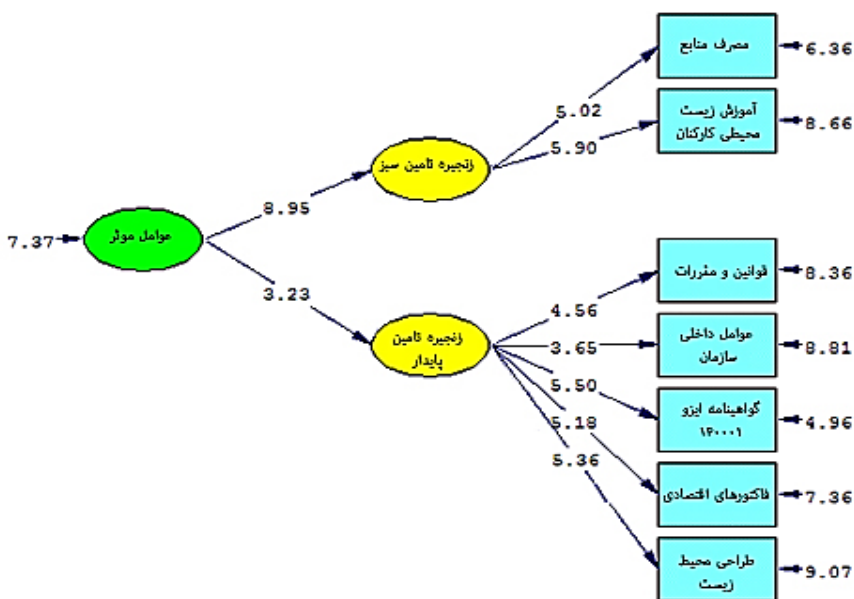 مصرف منابع
6.36
5.02
آموزش زیست
محیطی کارکنان
8.66
5.90
زنجیره تامین سبز
8.95
7.37
عوامل موثر
3.23
قوانین و مقررات
8.36
4.56
زنجیره تامین
پایدار
عوامل داخلی
سازمان
8.81
3.65
5.50
گواهینامه ایزو
۱۴۰۰۰۱
4.96
5.18
5.36
فاکتورهای اقتصادی
7.36
طراحی محیط
زیست
9.07